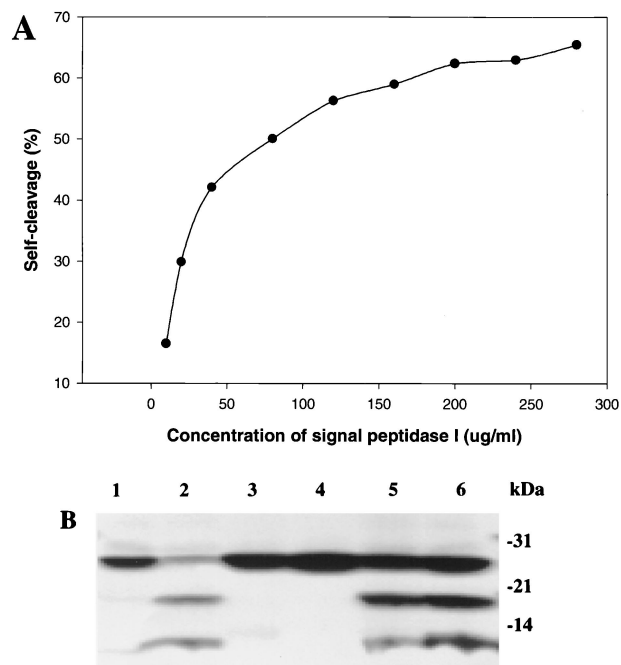 A
70
60
50
40
30
20
10
Self-cleavage (%)
0 50 100 150 200 250 300
Concentration of signal peptidase I (ug/ml)
1 2 3 4 5 6 kDa
B
-31
-21
-14